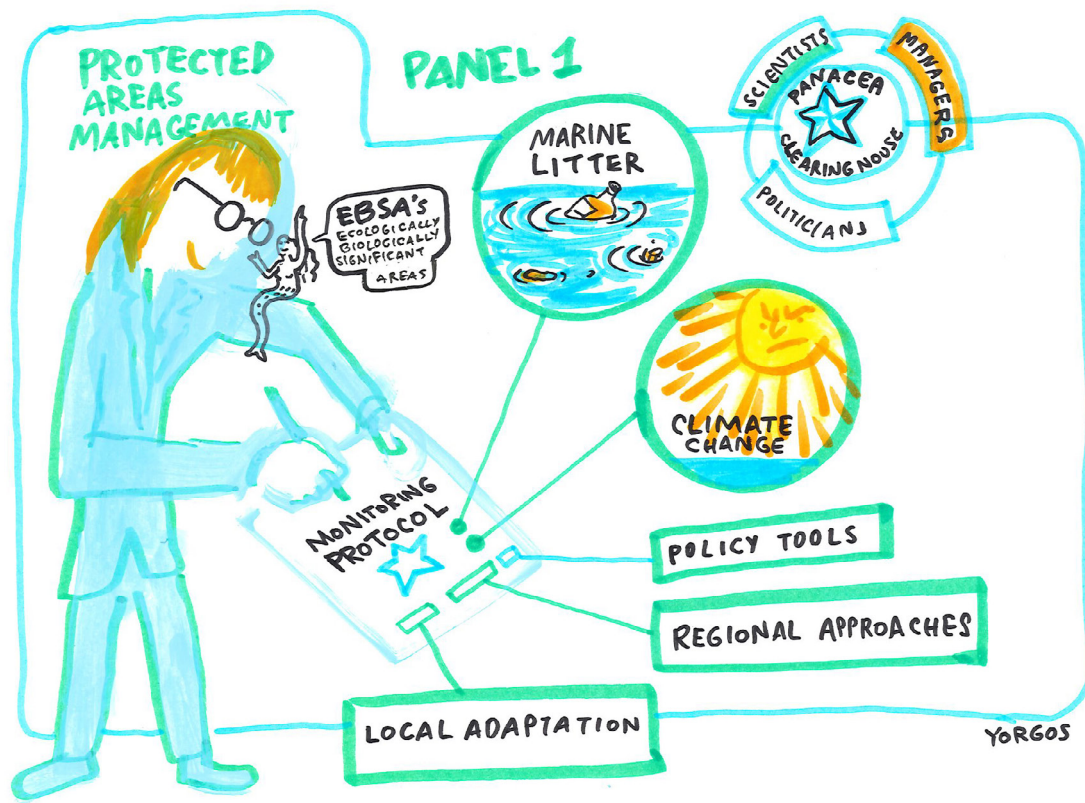 PROTECTED
AREAS
MANAGEMENT
PANEL 1
SCIENTISTS
MANAGERS
POLITICIANS
PANACEA
CLEARING HOUSE
EBSA's
ECOLOGICALLY
BIOLOGICALLY
SIGNIFICANT
AREAS
MARINE
LITTER
CLIMATE
CHANGE
MONITORING
PROTOCOL
POLICY TOOLS
REGIONAL APPROACHES
LOCAL ADAPTATION
YORGOS